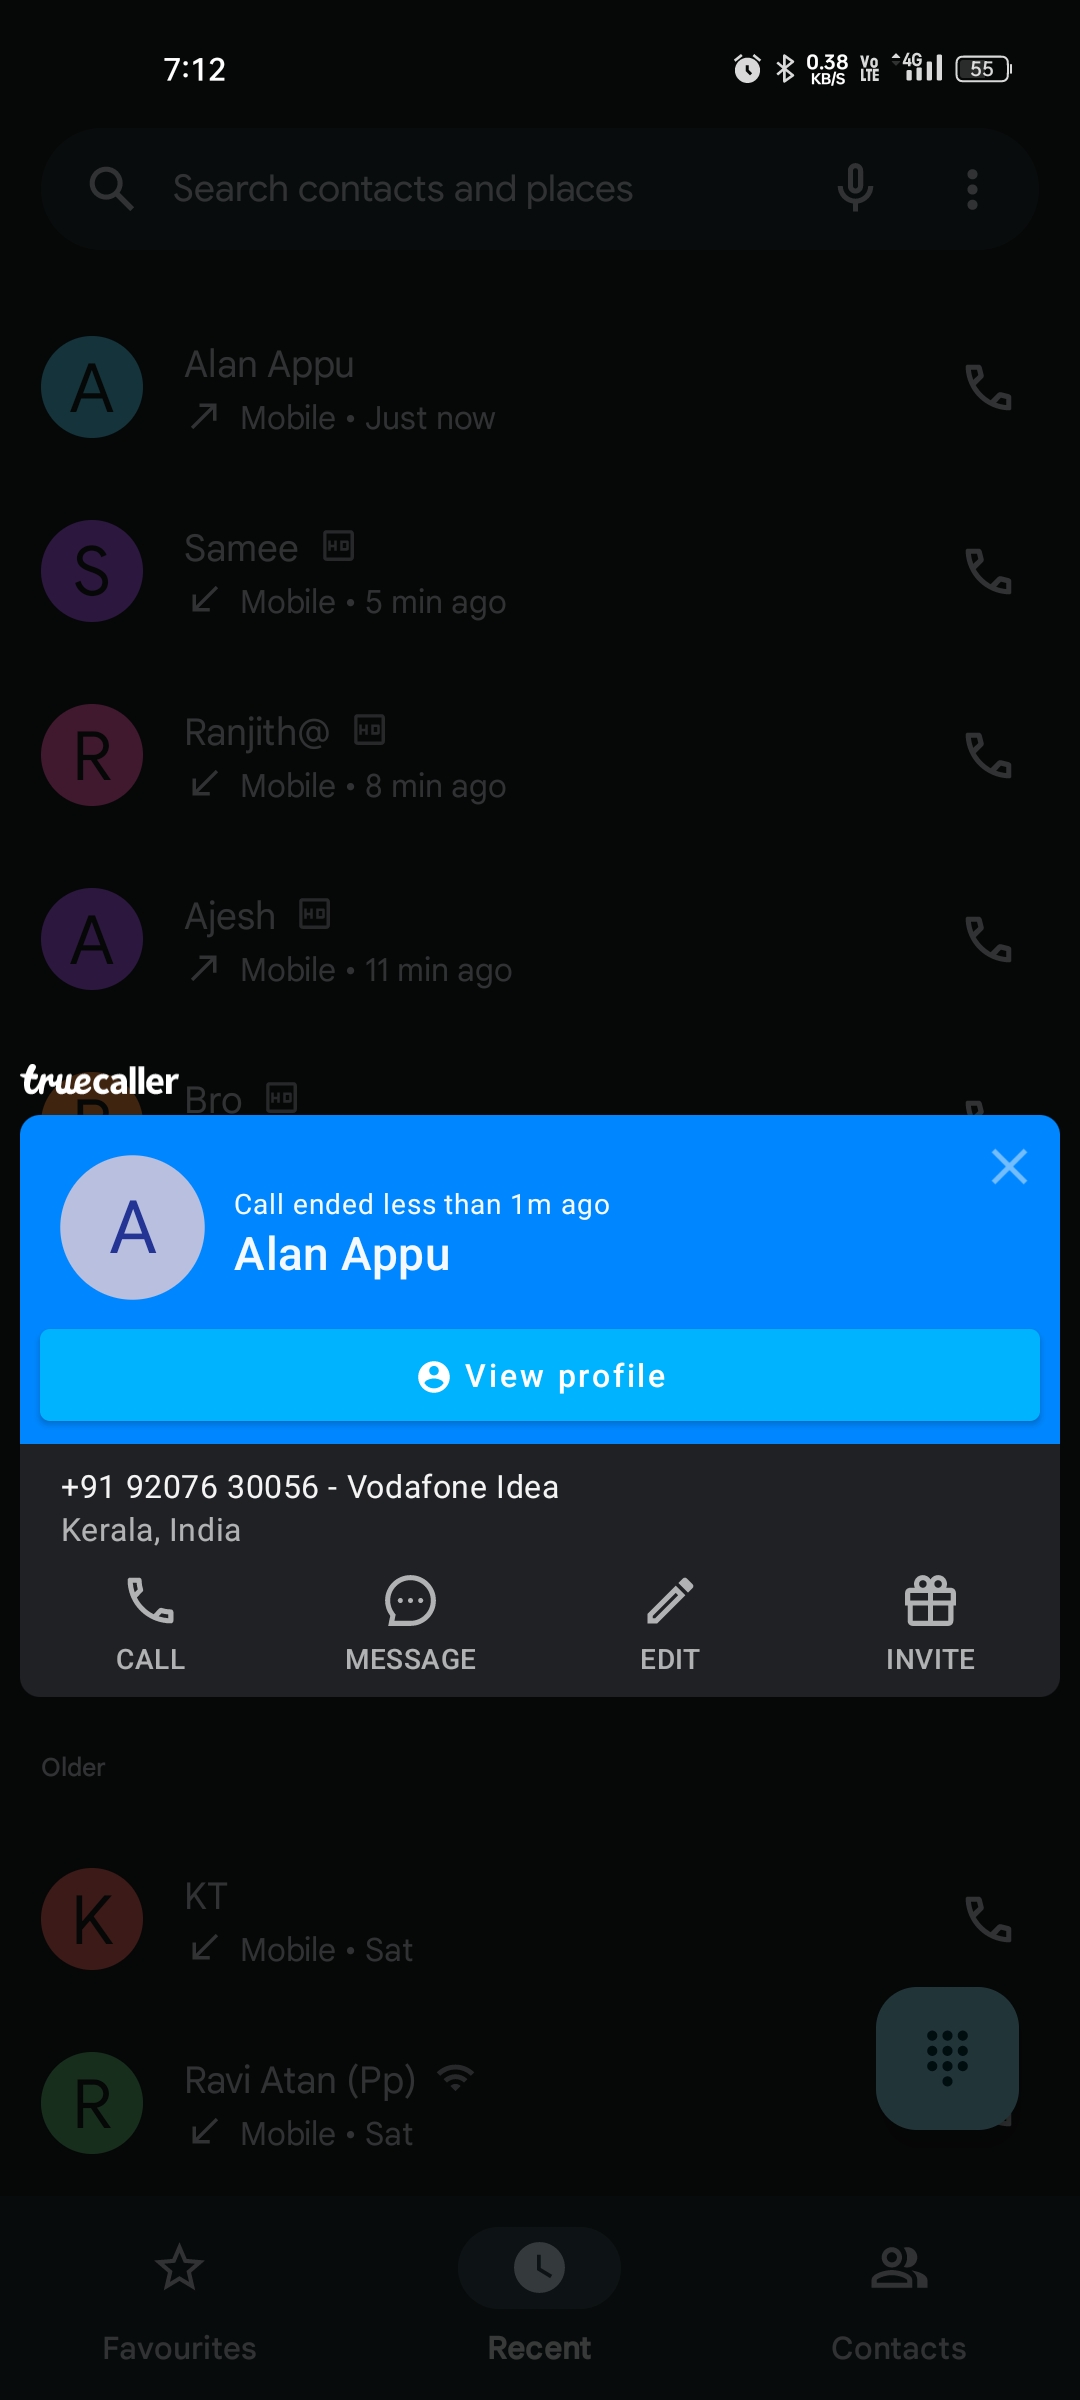 7:12
0.38 KB/S Vo LTE 4G 55
Search contacts and places
A
Alan Appu
Mobile • Just now
S
Samee HD
Mobile • 5 min ago
R
Ranjith@ HD
Mobile • 8 min ago
A
Ajesh HD
Mobile • 11 min ago
truecaller
Bro HD
A
Call ended less than 1m ago
Alan Appu
View profile
+91 92076 30056 - Vodafone Idea
Kerala, India
CALL MESSAGE EDIT INVITE
Older
K
KT
Mobile • Sat
R
Ravi Atan (Pp)
Mobile • Sat
Favourites Recent Contacts